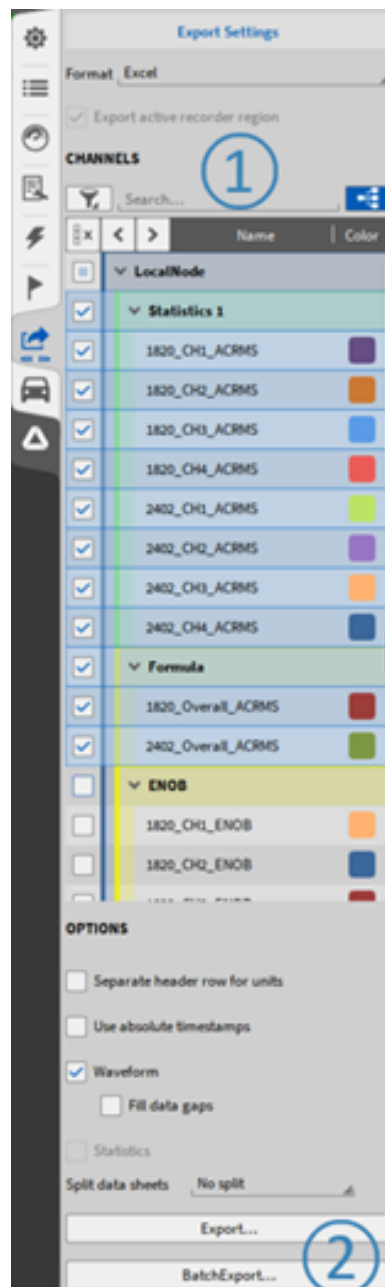 Export Settings
Format Excel
Export active recorder region
CHANNELS
1
Search...
x < > Name Color
LocalNode
Statistics 1
1820_CH1_ACRMS
1820_CH2_ACRMS
1820_CH3_ACRMS
1820_CH4_ACRMS
2402_CH1_ACRMS
2402_CH2_ACRMS
2402_CH3_ACRMS
2402_CH4_ACRMS
Formula
1820_Overall_ACRMS
2402_Overall_ACRMS
ENOB
1820_CH1_ENOB
1820_CH2_ENOB
OPTIONS
Separate header row for units
Use absolute timestamps
Waveform
Fill data gaps
Statistics
Split data sheets No split
Export...
2
BatchExport...